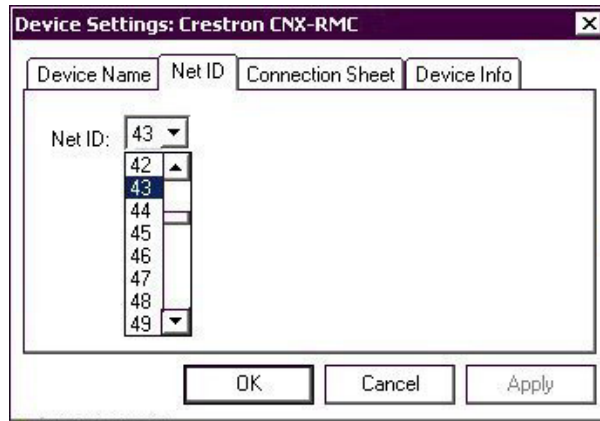 Device Settings: Crestron CNX-RMC
Device Name Net ID Connection Sheet Device Info
Net ID: 43
42
43
44
45
46
47
48
49
OK Cancel Apply